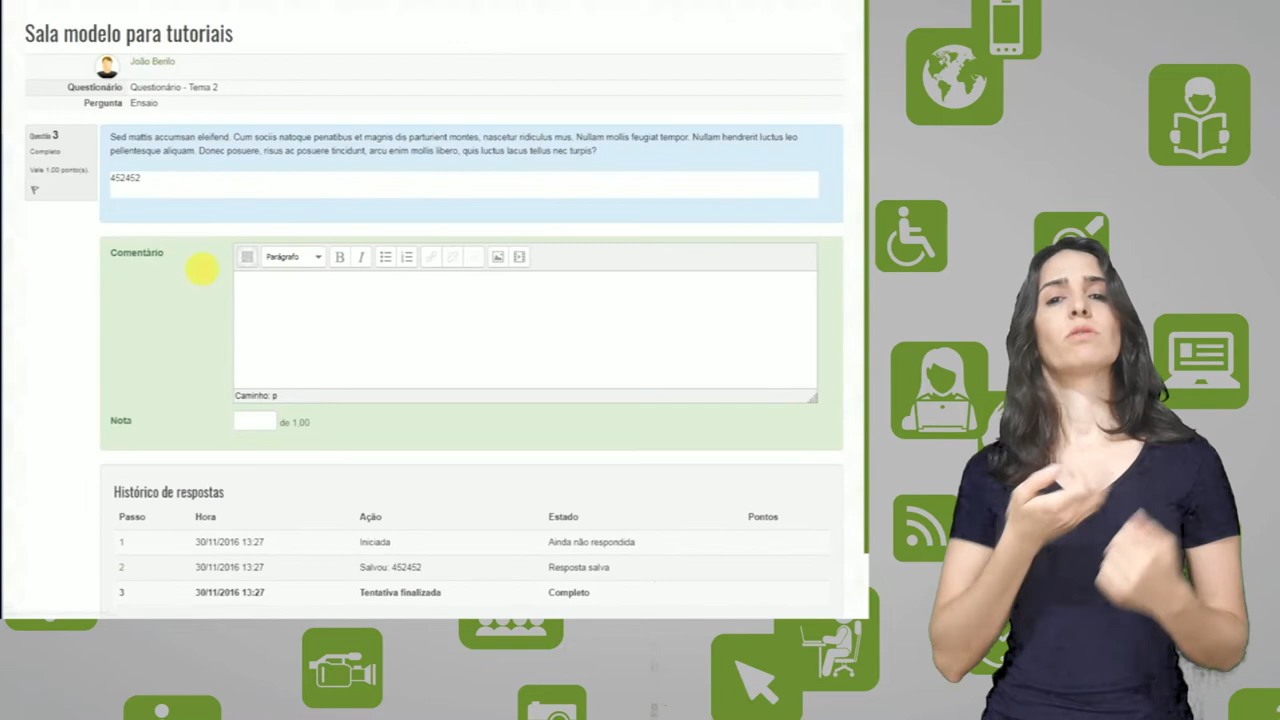 Sala modelo para tutoriais
João Berilo
Questionário Questionário - Tema 2
Pergunta Ensaio
Questão 3
Completo
Vale 1,00 ponto(s).
Sed mattis accumsan eleifend. Cum sociis natoque penatibus et magnis dis parturient montes, nascetur ridiculus mus. Nullam mollis feugiat tempor. Nullam hendrerit luctus leo
pellentesque aliquam. Donec posuere, risus ac posuere tincidunt, arcu enim mollis libero, quis luctus lacus tellus nec turpis?
452452
Comentário
Parágrafo B I
Caminho: p
Nota de 1,00
Histórico de respostas
Passo Hora Ação Estado Pontos
1 30/11/2016 13:27 Iniciada Ainda não respondida
2 30/11/2016 13:27 Salvou: 452452 Resposta salva
3 30/11/2016 13:27 Tentativa finalizada Completo